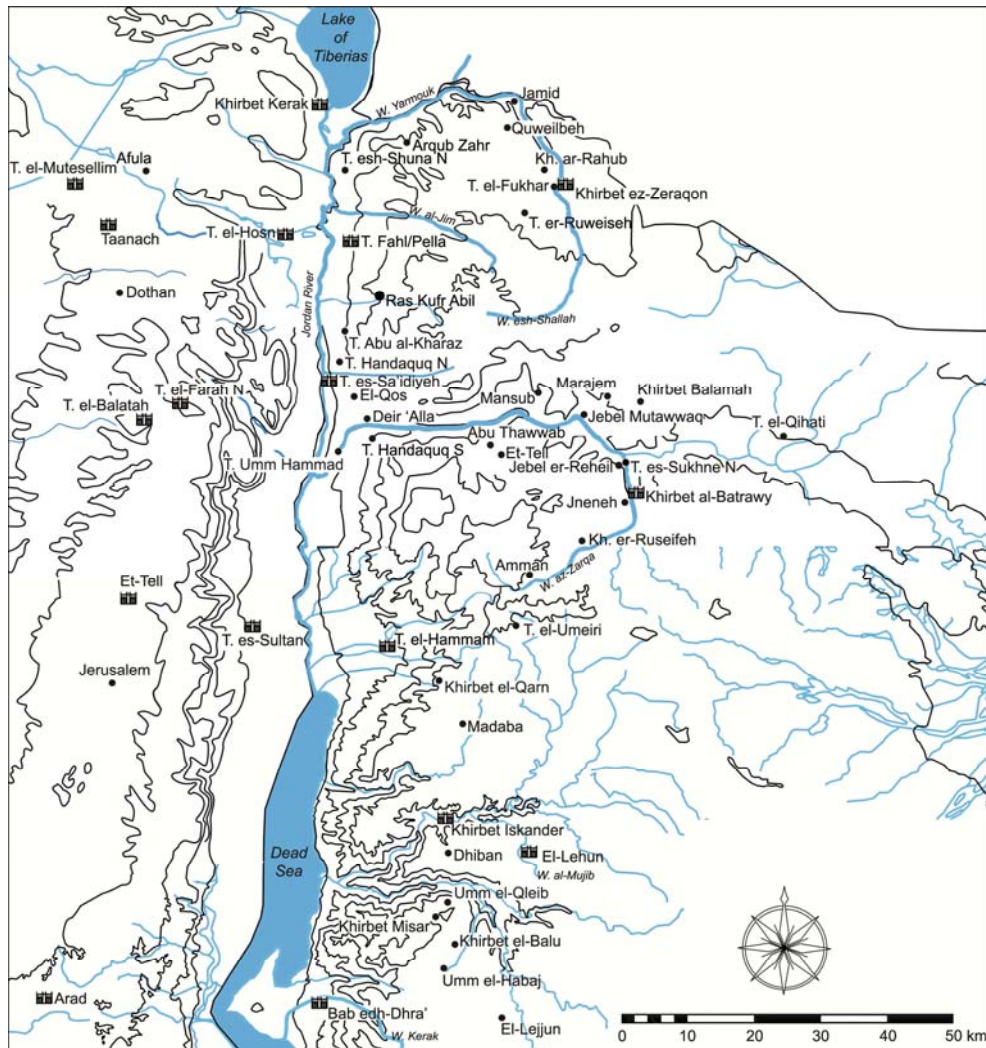 Lake
of
Tiberias
Khirbet Kerak
W. Yarmouk
Jamid
Quweilbeh
Arqub Zahr
Afula
T. esh-Shuna N
Kh. ar-Rahub
T. el-Mutesellim
T. el-Fukhar
Khirbet ez-Zeraqon
W. al-Jim
T. er-Ruweiseh
Taanach
T. el-Hosn
T. Fahl/Pella
Dothan
Jordan River
Ras Kufr Abil
W. esh-Shallah
T. Abu al-Kharaz
T. Handaquq N
T. es-Sa'idiyeh
T. el-Farah N
El-Qos
Mansub
Marajem
Khirbet Balamah
T. el-Balatah
Deir 'Alla
Jebel Mutawwaq
T. el-Qihati
Abu Thawwab
T. Umm Hammad
T. Handaquq S
Et-Tell
Jebel er-Reheil
T. es-Sukhne N
Khirbet al-Batrawy
Jneneh
Kh. er-Ruseifeh
Amman
W. az-Zarqa
Et-Tell
T. es-Sultan
T. el-Hammam
T. el-Umeiri
Jerusalem
Khirbet el-Qarn
Madaba
Khirbet Iskander
Dead
Sea
Dhiban
El-Lehun
W. al-Mujib
Umm el-Qleib
Khirbet Misar
Khirbet el-Balu
Umm el-Habaj
Arad
Bab edh-Dhra'
El-Lejjun
W. Kerak
0 10 20 30 40 50 km